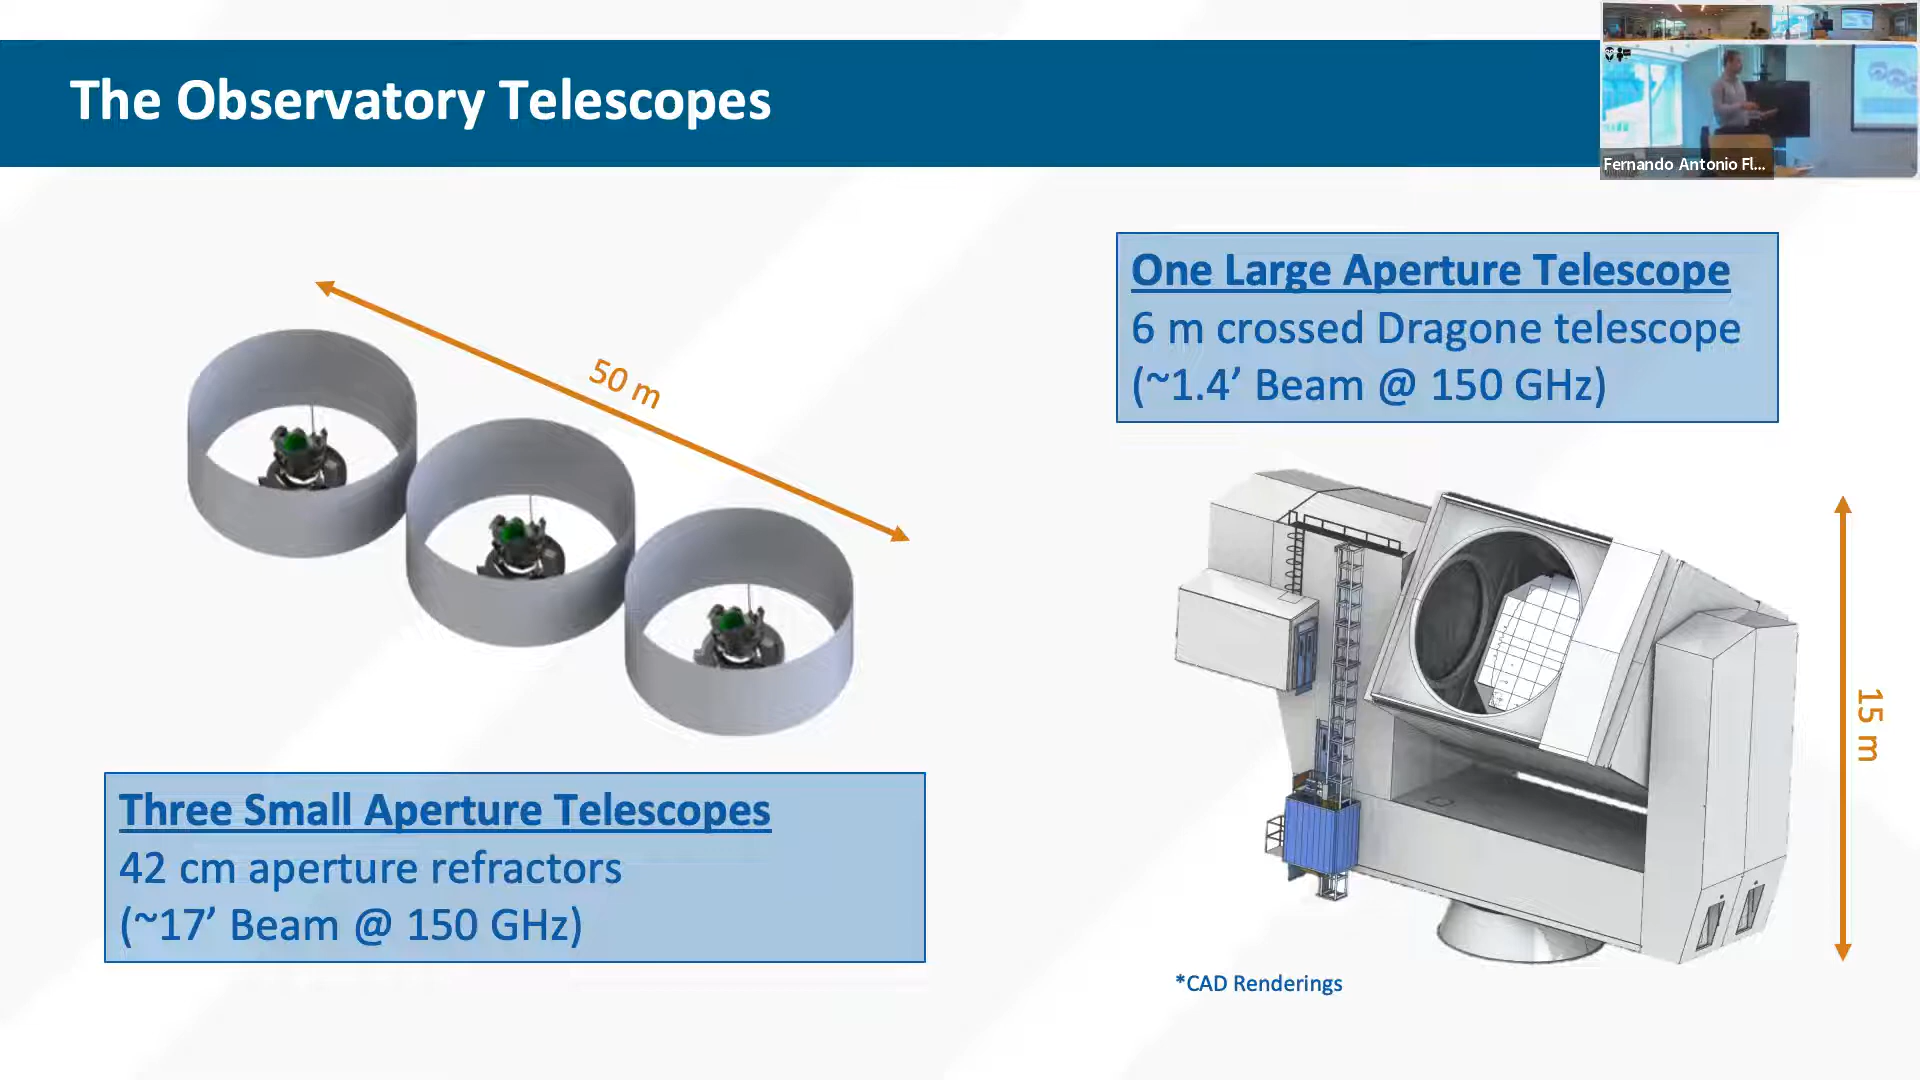 The Observatory Telescopes
Fernando Antonio Fl...
50 m
One Large Aperture Telescope
6 m crossed Dragone telescope
(~1.4’ Beam @ 150 GHz)
15 m
Three Small Aperture Telescopes
42 cm aperture refractors
(~17’ Beam @ 150 GHz)
*CAD Renderings